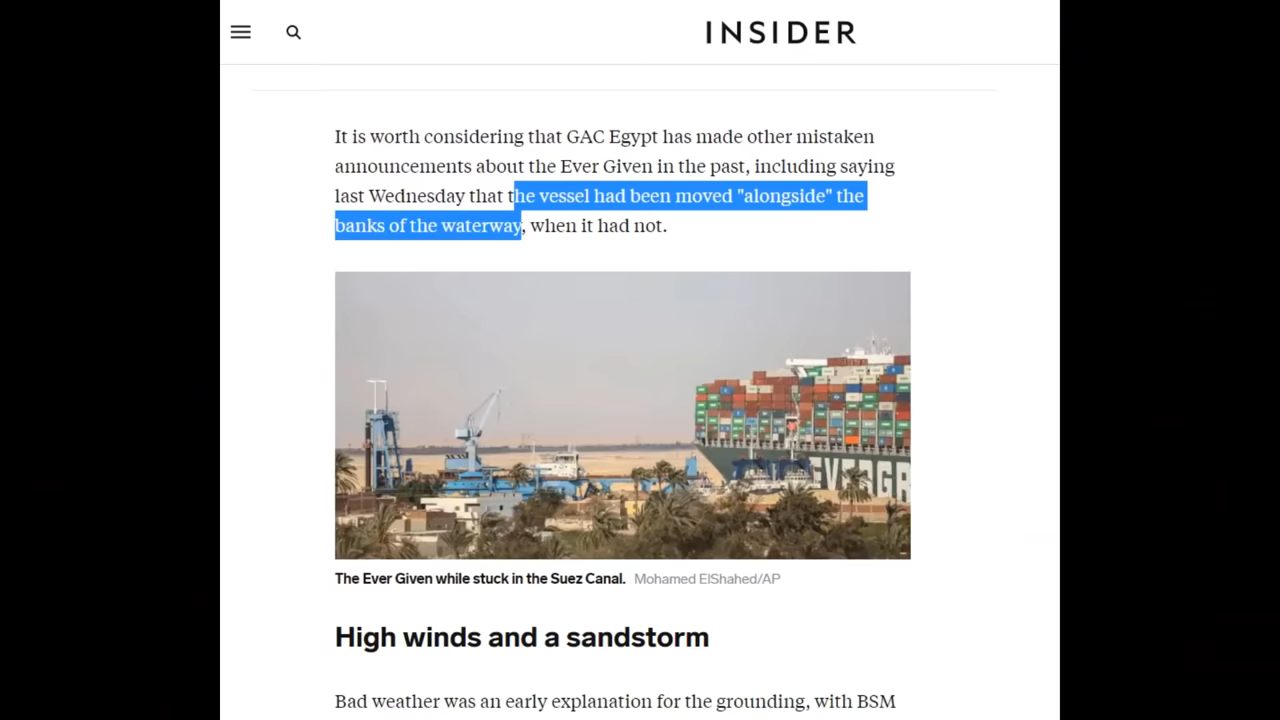 INSIDER
It is worth considering that GAC Egypt has made other mistaken
announcements about the Ever Given in the past, including saying
last Wednesday that the vessel had been moved "alongside" the
banks of the waterway, when it had not.
EVERGR
The Ever Given while stuck in the Suez Canal. Mohamed ElShahed/AP
High winds and a sandstorm
Bad weather was an early explanation for the grounding, with BSM